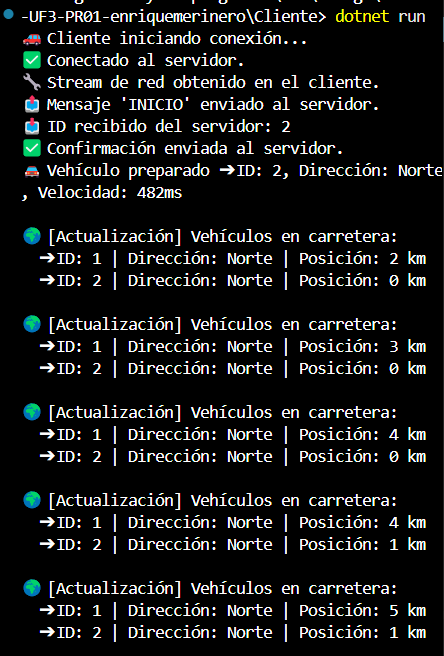 -UF3-PR01-enriquemerinero\Cliente> dotnet run
🚗 Cliente iniciando conexión...
✅ Conectado al servidor.
🔧 Stream de red obtenido en el cliente.
📤 Mensaje 'INICIO' enviado al servidor.
📥 ID recibido del servidor: 2
✅ Confirmación enviada al servidor.
🚘 Vehículo preparado ➔ID: 2, Dirección: Norte
, Velocidad: 482ms
🌍 [Actualización] Vehículos en carretera:
➔ID: 1 | Dirección: Norte | Posición: 2 km
➔ID: 2 | Dirección: Norte | Posición: 0 km
🌍 [Actualización] Vehículos en carretera:
➔ID: 1 | Dirección: Norte | Posición: 3 km
➔ID: 2 | Dirección: Norte | Posición: 0 km
🌍 [Actualización] Vehículos en carretera:
➔ID: 1 | Dirección: Norte | Posición: 4 km
➔ID: 2 | Dirección: Norte | Posición: 0 km
🌍 [Actualización] Vehículos en carretera:
➔ID: 1 | Dirección: Norte | Posición: 4 km
➔ID: 2 | Dirección: Norte | Posición: 1 km
🌍 [Actualización] Vehículos en carretera:
➔ID: 1 | Dirección: Norte | Posición: 5 km
➔ID: 2 | Dirección: Norte | Posición: 1 km